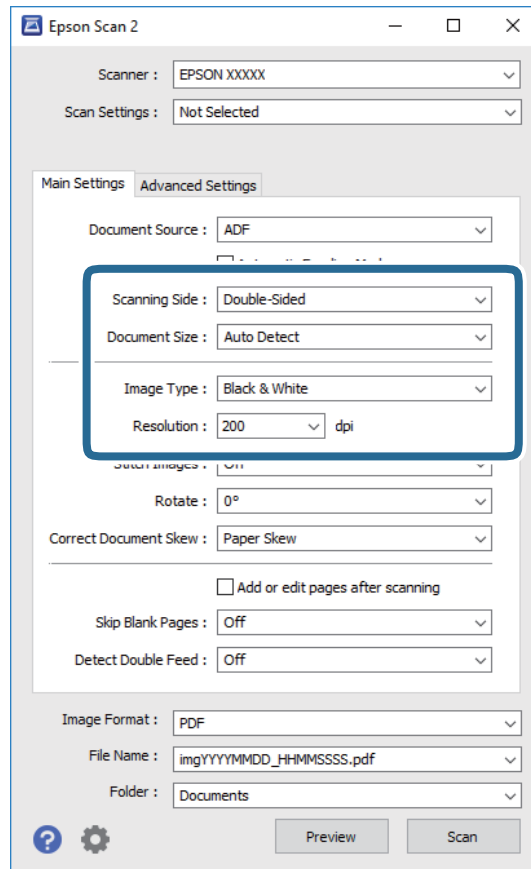 Epson Scan 2
Scanner : EPSON XXXXX
Scan Settings : Not Selected
Main Settings Advanced Settings
Document Source : ADF
Scanning Side : Double-Sided
Document Size : Auto Detect
Image Type : Black & White
Resolution : 200 dpi
Stitch Images : Off
Rotate : 0°
Correct Document Skew : Paper Skew
Add or edit pages after scanning
Skip Blank Pages : Off
Detect Double Feed : Off
Image Format : PDF
File Name : imgYYYYMMDD_HHMMSSSS.pdf
Folder : Documents
? Preview Scan